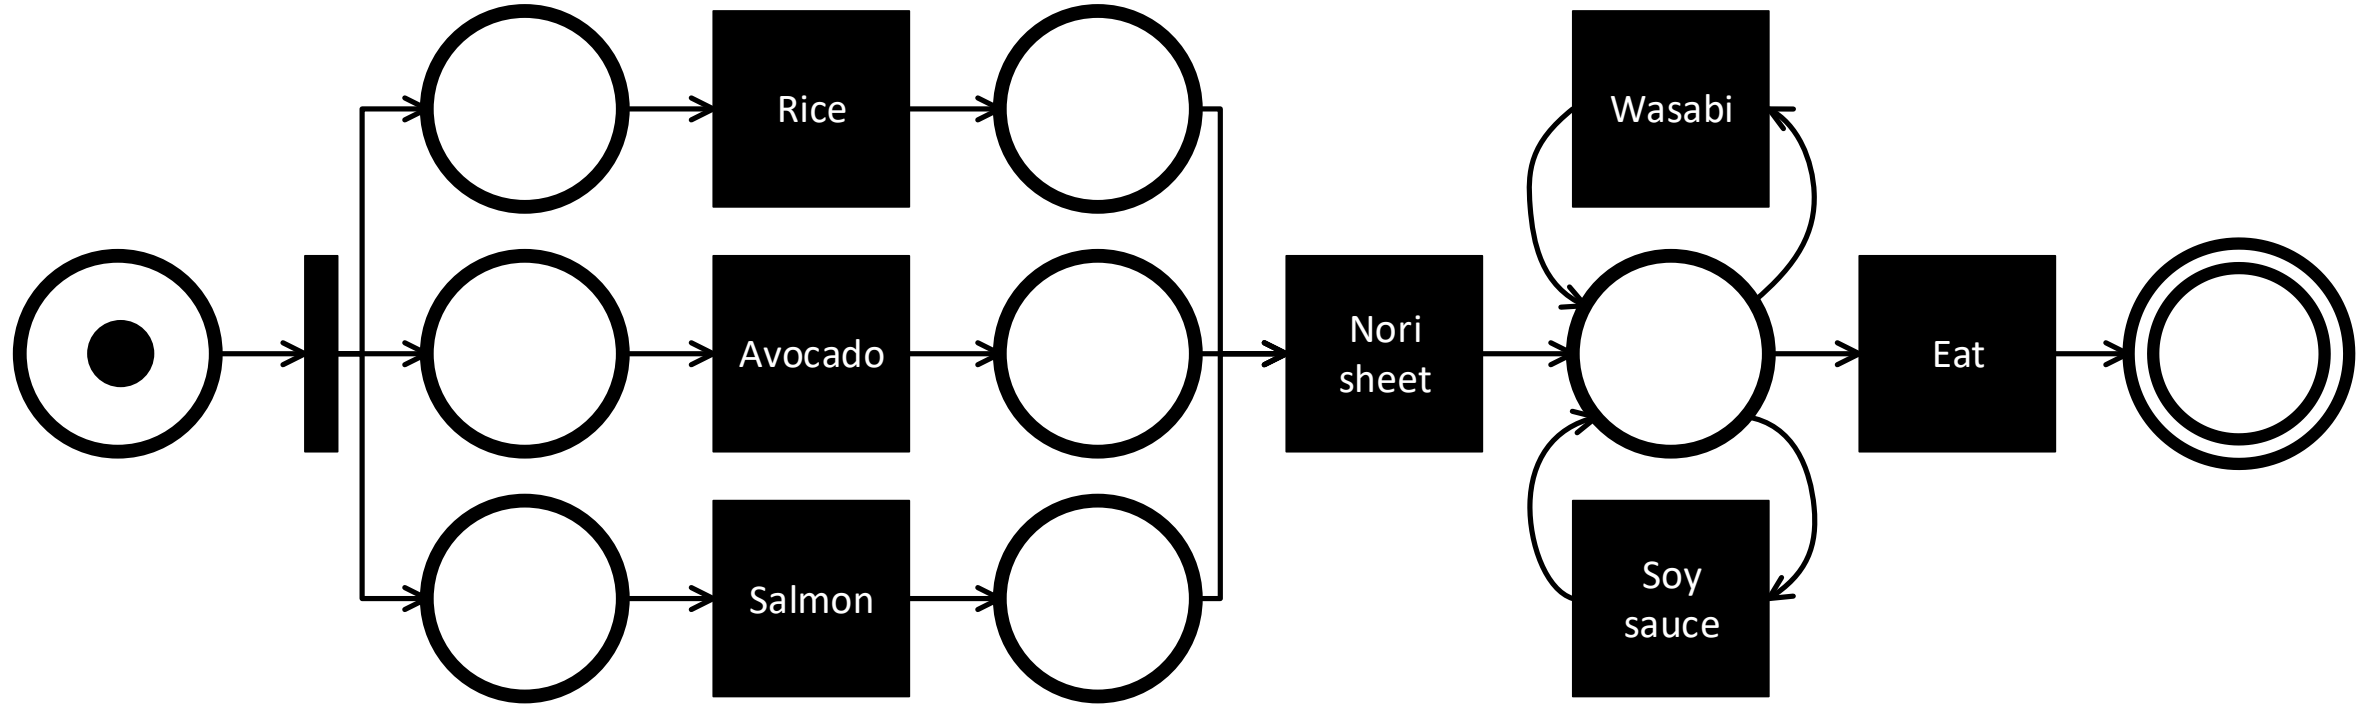 Rice
Wasabi
Avocado
Nori
sheet
Eat
Salmon
Soy
sauce